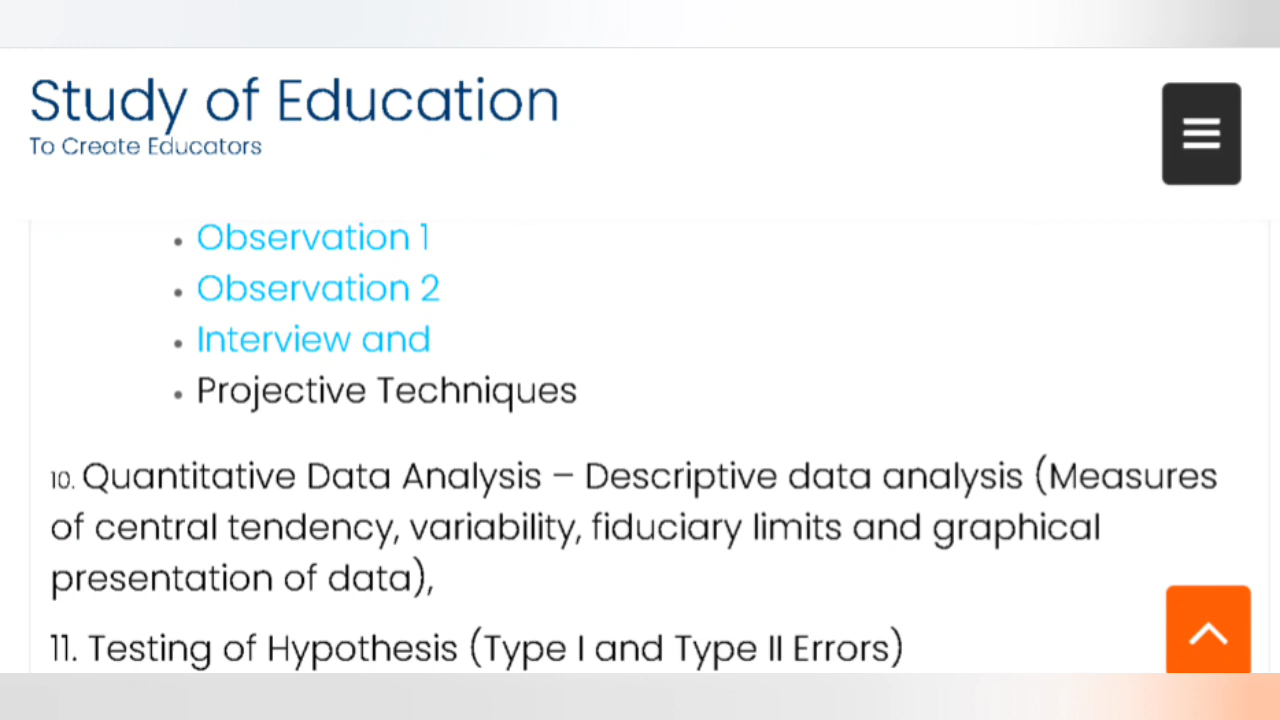 Study of Education
To Create Educators
• Observation 1
• Observation 2
• Interview and
• Projective Techniques
10. Quantitative Data Analysis – Descriptive data analysis (Measures
of central tendency, variability, fiduciary limits and graphical
presentation of data),
11. Testing of Hypothesis (Type I and Type II Errors)